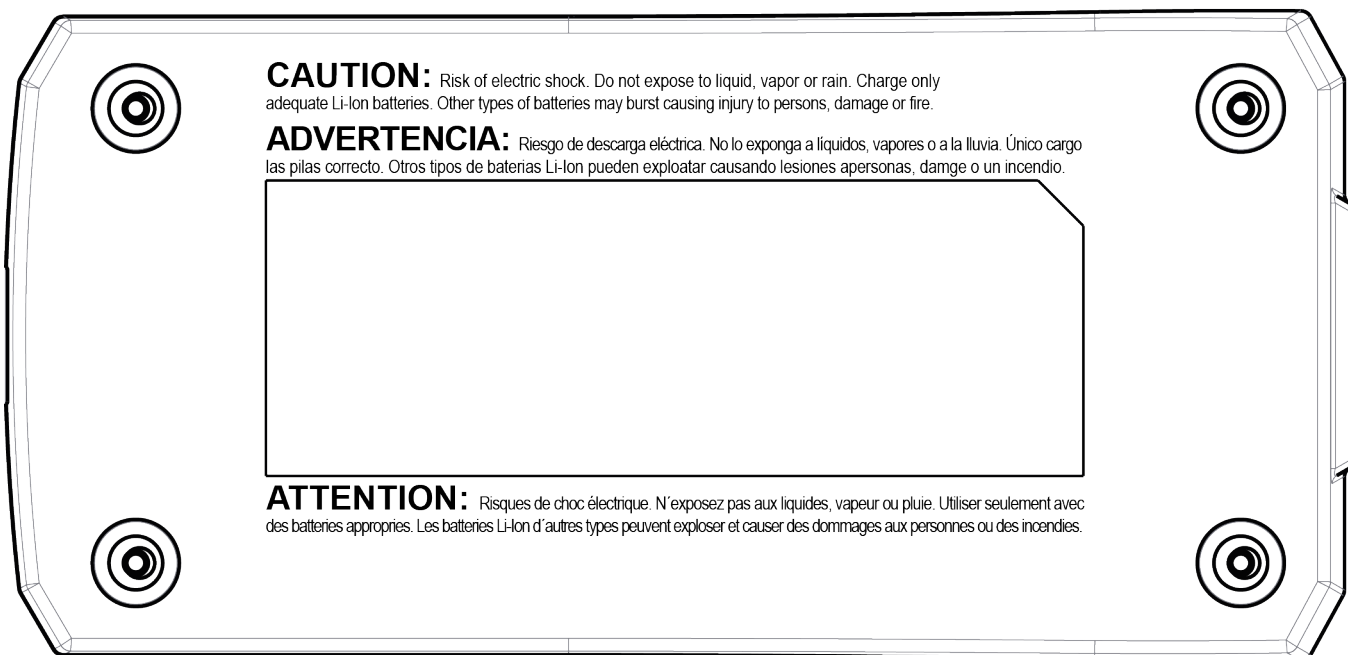 CAUTION: Risk of electric shock. Do not expose to liquid, vapor or rain. Charge only
adequate Li-Ion batteries. Other types of batteries may burst causing injury to persons, damage or fire.
ADVERTENCIA: Riesgo de descarga eléctrica. No lo exponga a líquidos, vapores o a la lluvia. Único cargo
las pilas correcto. Otros tipos de baterias Li-Ion pueden exploatar causando lesiones apersonas, damge o un incendio.
ATTENTION: Risques de choc électrique. N´exposez pas aux liquides, vapeur ou pluie. Utiliser seulement avec
des batteries appropries. Les batteries Li-Ion d´autres types peuvent exploser et causer des dommages aux personnes ou des incendies.